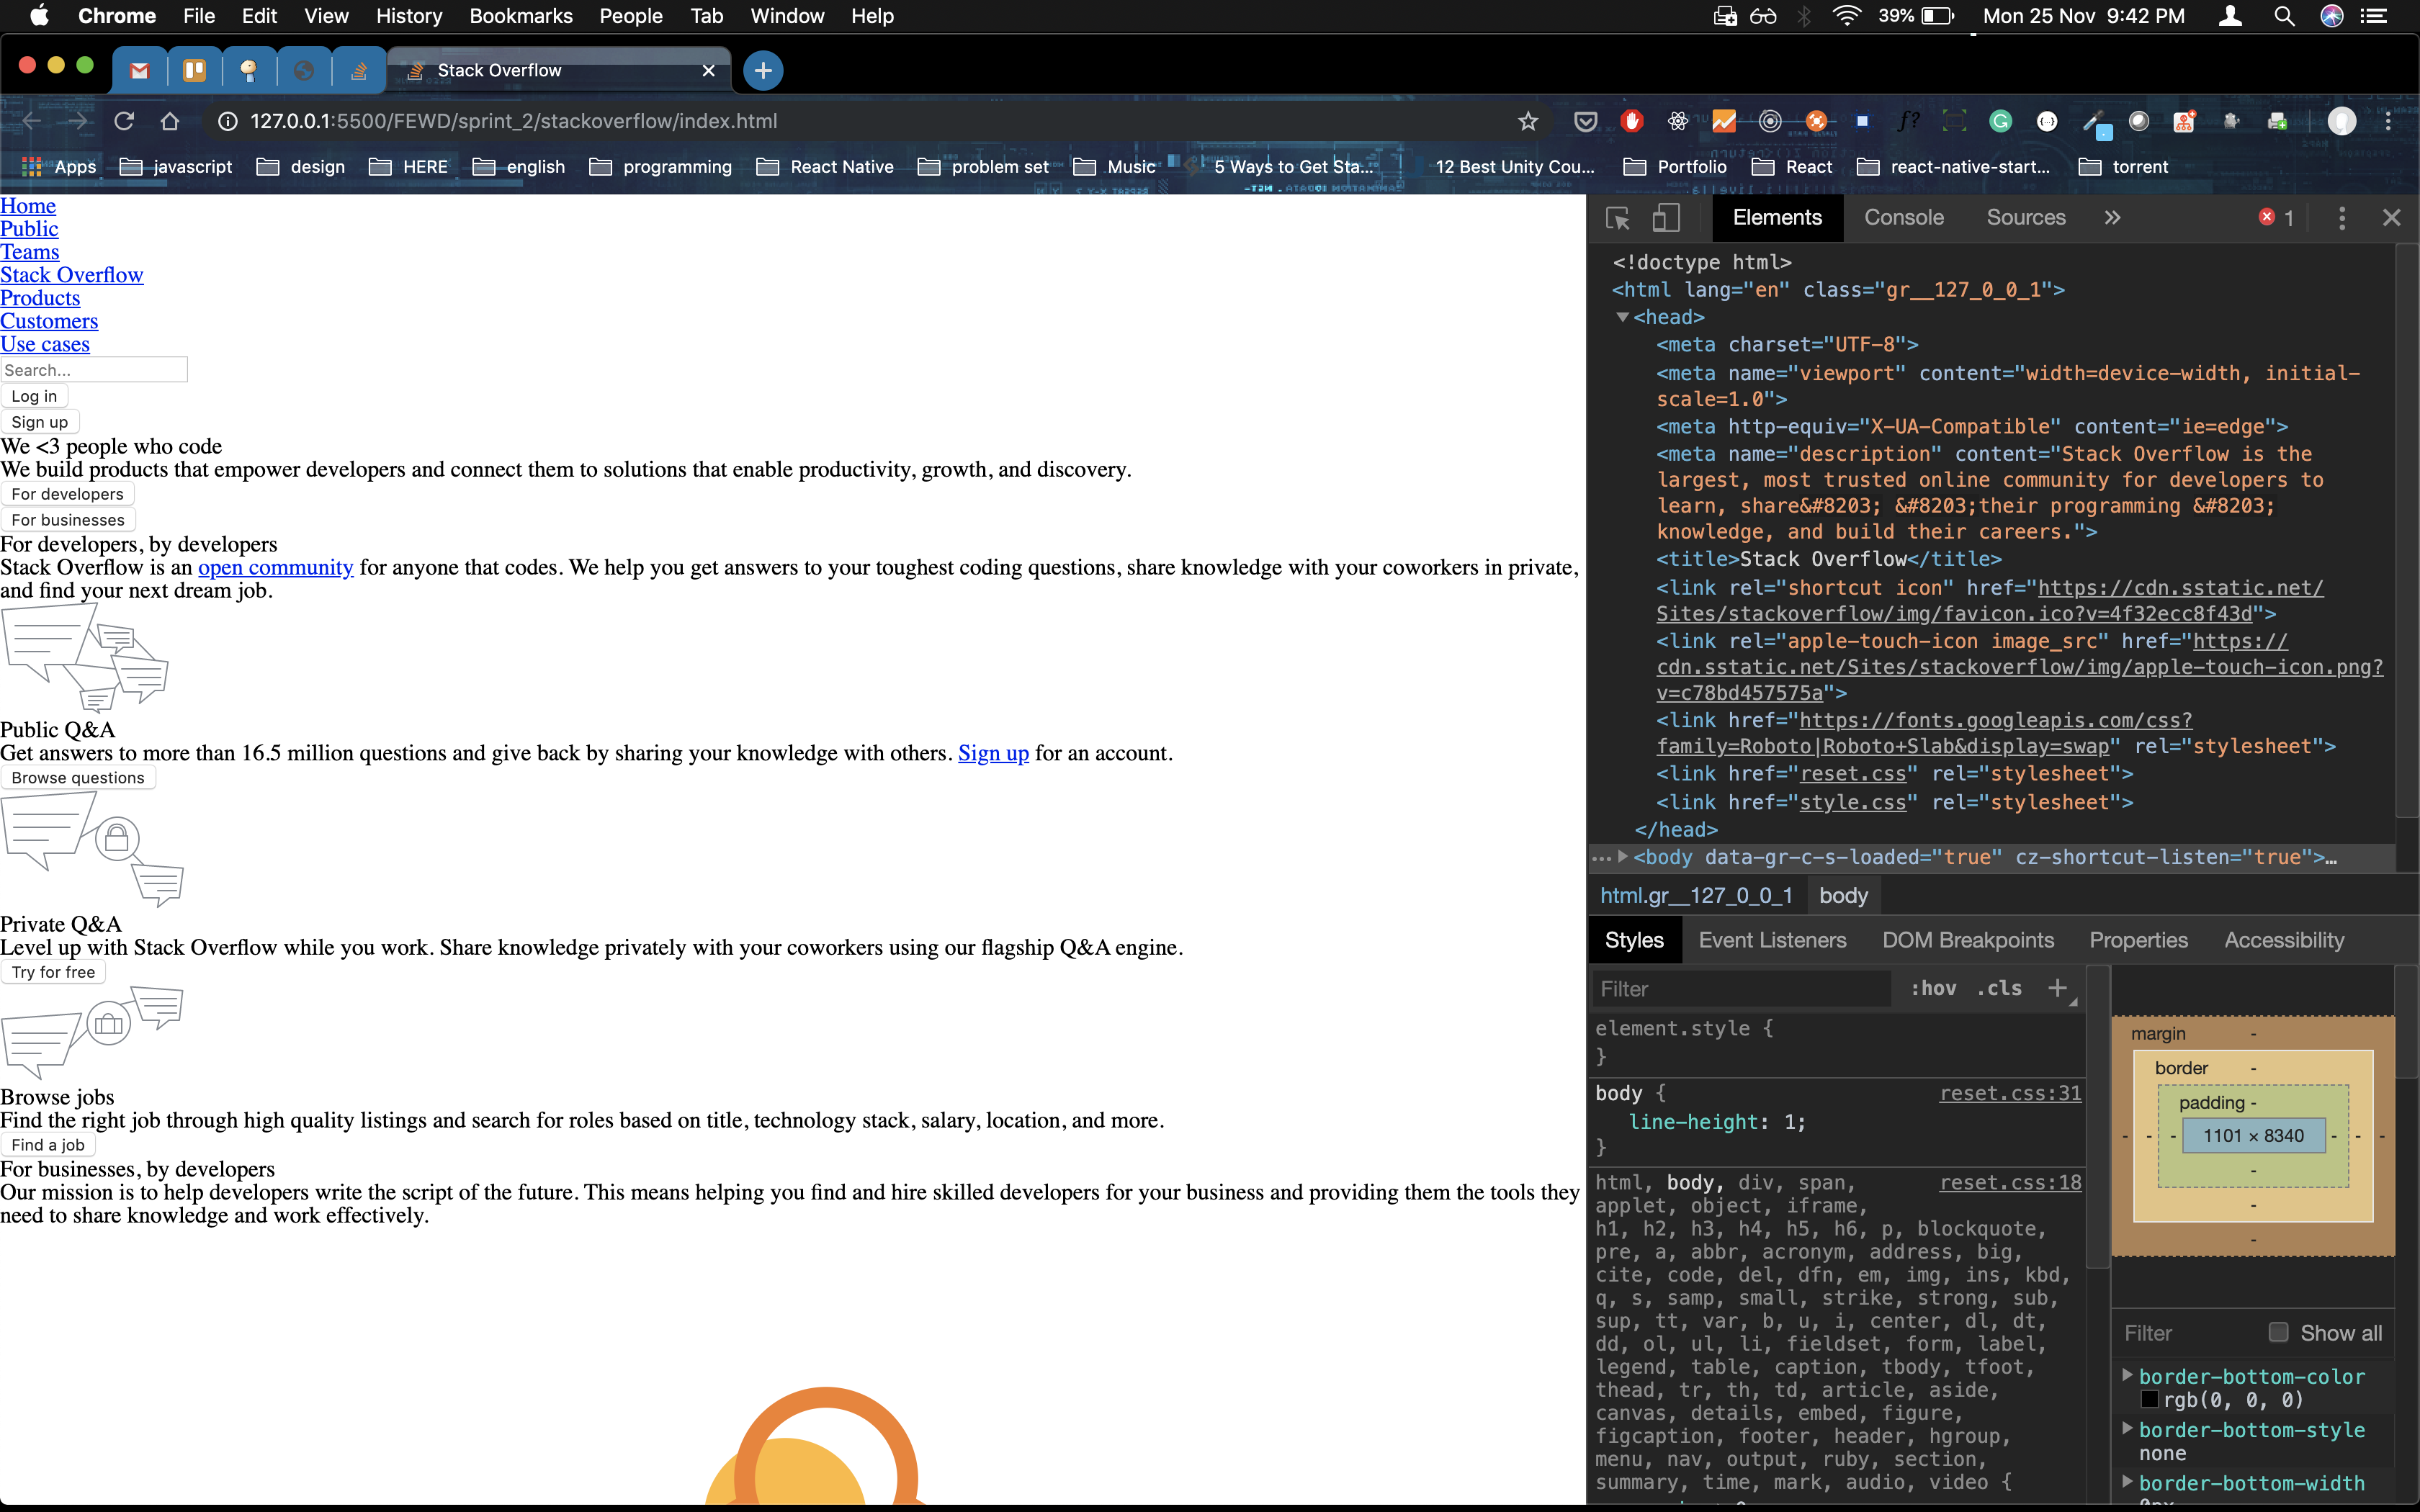 Chrome File Edit View History Bookmarks People Tab Window Help 39% Mon 25 Nov 9:42 PM
Stack Overflow
127.0.0.1:5500/FEWD/sprint_2/stackoverflow/index.html
Apps javascript design HERE english programming React Native problem set Music 5 Ways to Get Sta... 12 Best Unity Cou... Portfolio React react-native-start... torrent
Home
Public
Teams
Stack Overflow
Products
Customers
Use cases
Search...
Log in
Sign up
We <3 people who code
We build products that empower developers and connect them to solutions that enable productivity, growth, and discovery.
For developers
For businesses
For developers, by developers
Stack Overflow is an open community for anyone that codes. We help you get answers to your toughest coding questions, share knowledge with your coworkers in private,
and find your next dream job.
Public Q&A
Get answers to more than 16.5 million questions and give back by sharing your knowledge with others. Sign up for an account.
Browse questions
Private Q&A
Level up with Stack Overflow while you work. Share knowledge privately with your coworkers using our flagship Q&A engine.
Try for free
Browse jobs
Find the right job through high quality listings and search for roles based on title, technology stack, salary, location, and more.
Find a job
For businesses, by developers
Our mission is to help developers write the script of the future. This means helping you find and hire skilled developers for your business and providing them the tools they
need to share knowledge and work effectively.
Elements Console Sources » 1
<!doctype html>
<html lang="en" class="gr__127_0_0_1">
<head>
<meta charset="UTF-8">
<meta name="viewport" content="width=device-width, initial-
scale=1.0">
<meta http-equiv="X-UA-Compatible" content="ie=edge">
<meta name="description" content="Stack Overflow is the
largest, most trusted online community for developers to
learn, share&#8203; &#8203;their programming &#8203;
knowledge, and build their careers.">
<title>Stack Overflow</title>
<link rel="shortcut icon" href="https://cdn.sstatic.net/
Sites/stackoverflow/img/favicon.ico?v=4f32ecc8f43d">
<link rel="apple-touch-icon image_src" href="https://
cdn.sstatic.net/Sites/stackoverflow/img/apple-touch-icon.png?
v=c78bd457575a">
<link href="https://fonts.googleapis.com/css?
family=Roboto|Roboto+Slab&display=swap" rel="stylesheet">
<link href="reset.css" rel="stylesheet">
<link href="style.css" rel="stylesheet">
</head>
<body data-gr-c-s-loaded="true" cz-shortcut-listen="true">…
html.gr__127_0_0_1 body
Styles Event Listeners DOM Breakpoints Properties Accessibility
Filter :hov .cls +
element.style {
}
body { reset.css:31
line-height: 1;
}
html, body, div, span, reset.css:18
applet, object, iframe,
h1, h2, h3, h4, h5, h6, p, blockquote,
pre, a, abbr, acronym, address, big,
cite, code, del, dfn, em, img, ins, kbd,
q, s, samp, small, strike, strong, sub,
sup, tt, var, b, u, i, center, dl, dt,
dd, ol, ul, li, fieldset, form, label,
legend, table, caption, tbody, tfoot,
thead, tr, th, td, article, aside,
canvas, details, embed, figure,
figcaption, footer, header, hgroup,
menu, nav, output, ruby, section,
summary, time, mark, audio, video {
margin -
border -
padding -
- - - 1101 × 8340 - - -
-
-
-
Filter Show all
border-bottom-color
rgb(0, 0, 0)
border-bottom-style
none
border-bottom-width